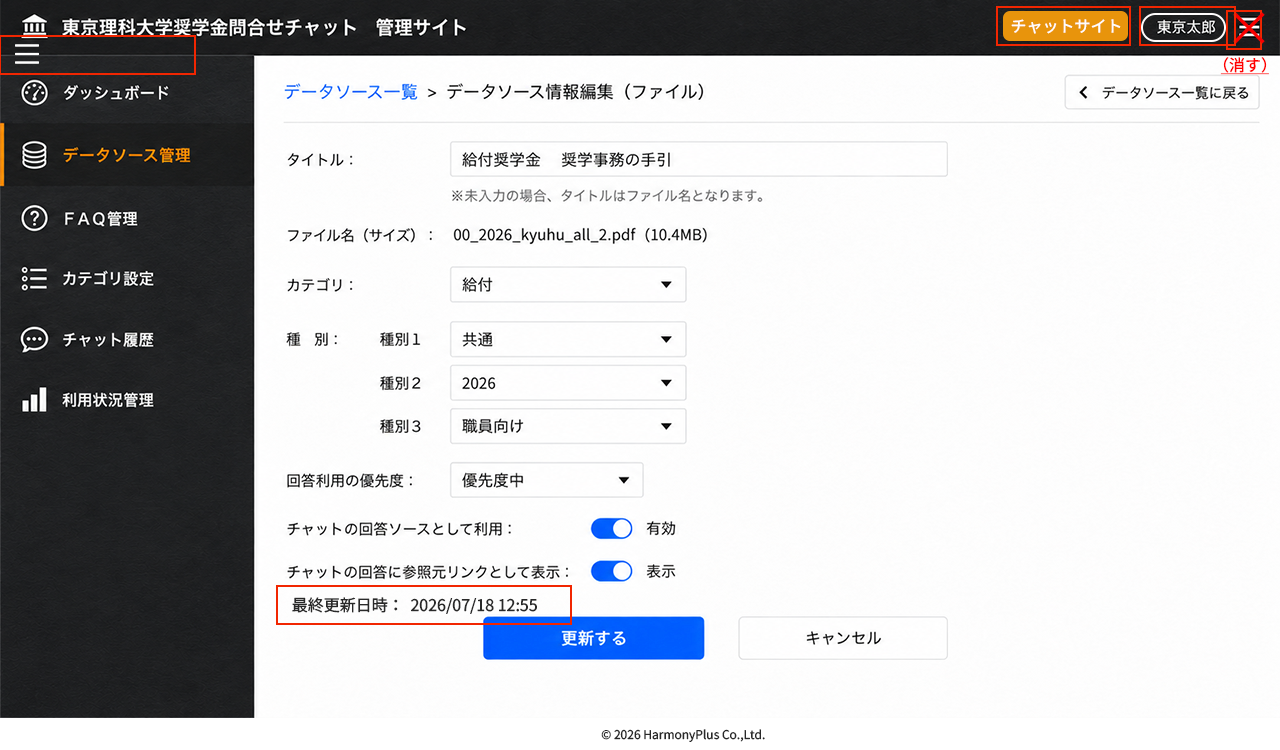 東京理科大学奨学金問合せチャット　管理サイト
チャットサイト
東京太郎
(消す)
ダッシュボード
データソース管理
ＦＡＱ管理
カテゴリ設定
チャット履歴
利用状況管理
データソース一覧 > データソース情報編集（ファイル）
データソース一覧に戻る
タイトル：
給付奨学金　奨学事務の手引
※未入力の場合、タイトルはファイル名となります。
ファイル名（サイズ）： 00_2026_kyuhu_all_2.pdf（10.4MB）
カテゴリ： 給付
種　別： 種別１ 共通
種別２ 2026
種別３ 職員向け
回答利用の優先度： 優先度中
チャットの回答ソースとして利用： 有効
チャットの回答に参照元リンクとして表示： 表示
最終更新日時： 2026/07/18 12:55
更新する
キャンセル
© 2026 HarmonyPlus Co.,Ltd.